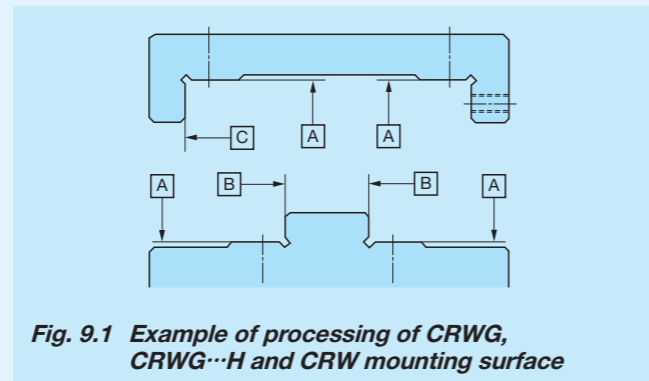 C
A
A
A
B
B
A
Fig. 9.1 Example of processing of CRWG,
CRWG···H and CRW mounting surface